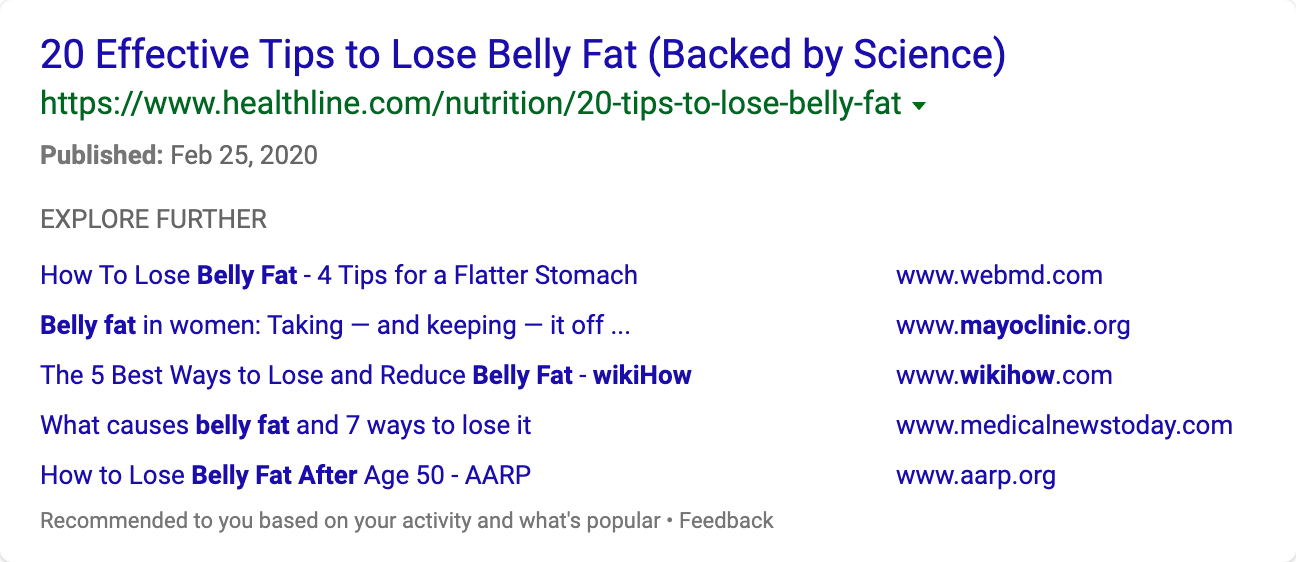 20 Effective Tips to Lose Belly Fat (Backed by Science)
https://www.healthline.com/nutrition/20-tips-to-lose-belly-fat
Published: Feb 25, 2020
EXPLORE FURTHER
How To Lose Belly Fat - 4 Tips for a Flatter Stomach www.webmd.com
Belly fat in women: Taking — and keeping — it off ... www.mayoclinic.org
The 5 Best Ways to Lose and Reduce Belly Fat - wikiHow www.wikihow.com
What causes belly fat and 7 ways to lose it www.medicalnewstoday.com
How to Lose Belly Fat After Age 50 - AARP www.aarp.org
Recommended to you based on your activity and what's popular • Feedback